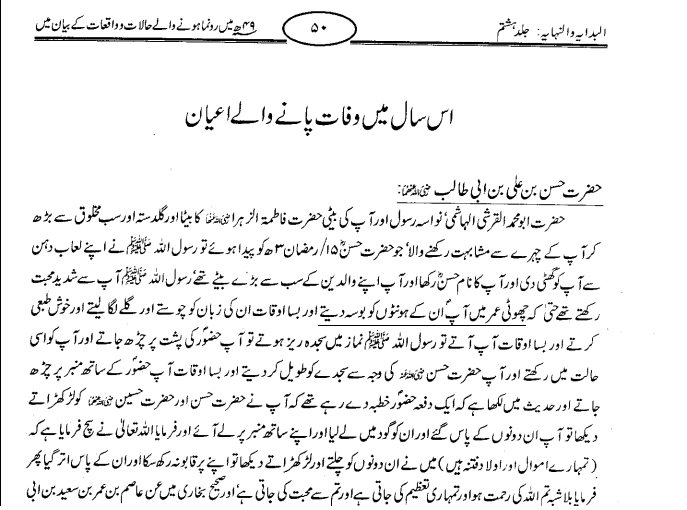 البدایہ والنہایہ: جلد ہشتم
۵۰
۴۹ھ میں رونما ہونے والے حالات و واقعات کے بیان میں
اس سال میں وفات پانے والے اعیان
حضرت حسن بن علی بن ابی طالب رضی اللہ عنہما:
حضرت ابو محمد القرشی الہاشمی' نواسہ رسول اور آپ کی بیٹی حضرت فاطمۃ الزہرا رضی اللہ عنہا کا بیٹا اور گلدستہ اور سب مخلوق سے بڑھ
کر آپ کے چہرے سے مشابہت رکھنے والا' جو حضرت حسنؓ ۱۵/رمضان ۳ھ کو پیدا ہوئے تو رسول اللہ ﷺ نے اپنے لعاب دہن
سے آپ کو گھٹی دی اور آپ کا نام حسنؓ رکھا اور آپ اپنے والدین کے سب سے بڑے بیٹے تھے' رسول اللہ ﷺ آپ سے شدید محبت
رکھتے تھے حتیٰ کہ چھوٹی عمر میں آپؐ ان کے ہونٹوں کو بوسہ دیتے اور بسا اوقات ان کی زبان کو چوستے اور گلے لگا لیتے اور خوش طبعی
کرتے اور بسا اوقات آپ آتے تو رسول اللہ ﷺ نماز میں سجدہ ریز ہوتے تو آپ حضورؐ کی پشت پر چڑھ جاتے اور آپ کو اسی
حالت میں رکھتے اور آپ حضرت حسن رضی اللہ عنہ کی وجہ سے سجدے کو طویل کر دیتے اور بسا اوقات آپ حضورؐ کے ساتھ منبر پر چڑھ
جاتے اور حدیث میں لکھا ہے کہ ایک دفعہ حضورؐ خطبہ دے رہے تھے کہ آپ نے حضرت حسن اور حضرت حسین رضی اللہ عنہما کو لڑکھڑاتے
دیکھا تو آپ ان دونوں کے پاس گئے اور ان کو گود میں لے لیا اور اپنے ساتھ منبر پر لے آئے اور فرمایا اللہ تعالیٰ نے سچ فرمایا ہے کہ
(تمہارے اموال اور اولاد فتنہ ہیں) میں نے ان دونوں کو چلتے اور لڑکھڑاتے دیکھا تو اپنے پر قابو نہ رکھ سکا اور ان کے پاس اتر گیا پھر
فرمایا بلا شبہ تم اللہ کی رحمت ہو اور تمہاری تعظیم کی جاتی ہے اور تم سے محبت کی جاتی ہے' اور صحیح بخاری میں عن عاصم بن عمر بن سعید بن ابی